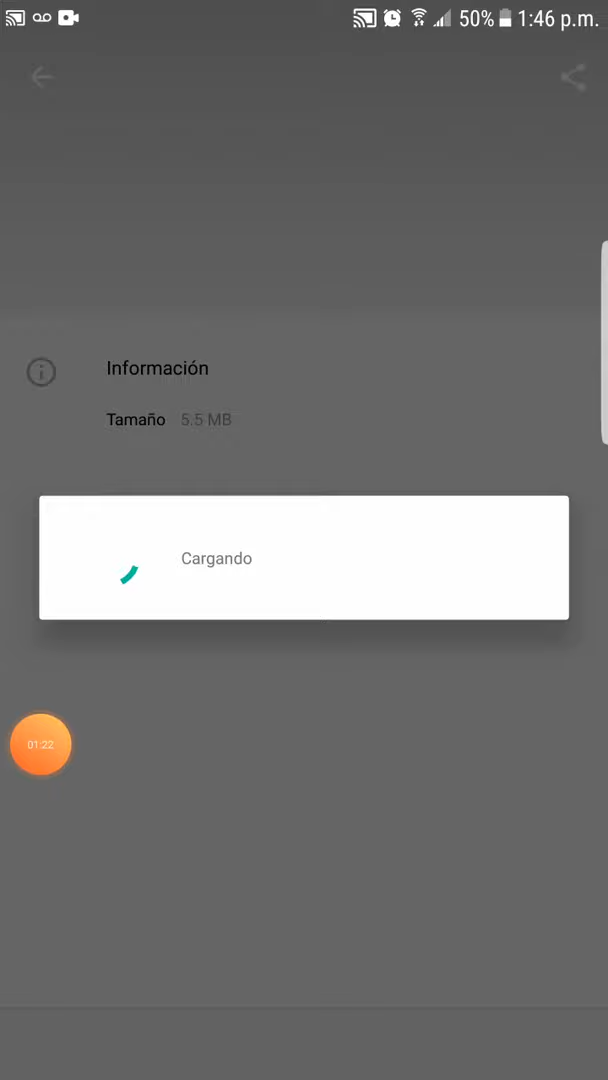 50% 1:46 p.m.
Información
Tamaño 5.5 MB
Cargando
01:22